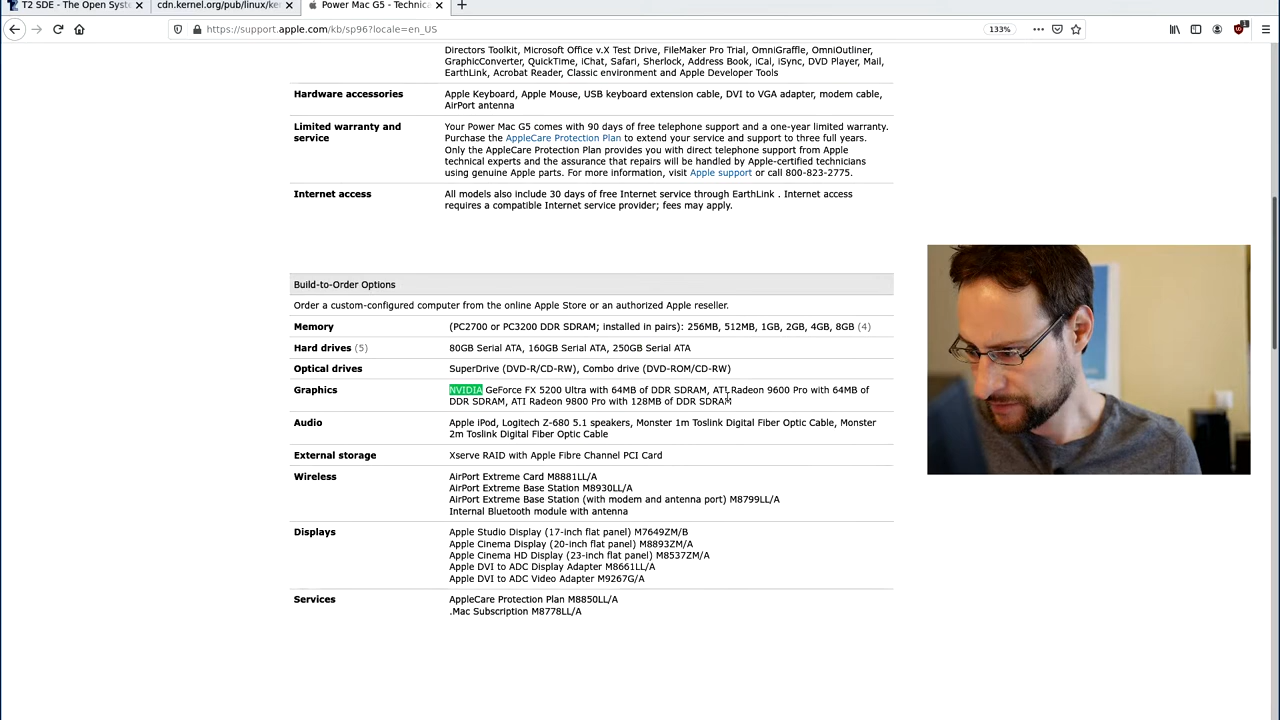 T2 SDE - The Open Syst
cdn.kernel.org/pub/linux/ke
Power Mac G5 - Technica
https://support.apple.com/kb/sp96?locale=en_US
133%
Directors Toolkit, Microsoft Office v.X Test Drive, FileMaker Pro Trial, OmniGraffle, OmniOutliner,
GraphicConverter, QuickTime, iChat, Safari, Sherlock, Address Book, iCal, iSync, DVD Player, Mail,
EarthLink, Acrobat Reader, Classic environment and Apple Developer Tools
Hardware accessories
Apple Keyboard, Apple Mouse, USB keyboard extension cable, DVI to VGA adapter, modem cable,
AirPort antenna
Limited warranty and
service
Your Power Mac G5 comes with 90 days of free telephone support and a one-year limited warranty.
Purchase the AppleCare Protection Plan to extend your service and support to three full years.
Only the AppleCare Protection Plan provides you with direct telephone support from Apple
technical experts and the assurance that repairs will be handled by Apple-certified technicians
using genuine Apple parts. For more information, visit Apple support or call 800-823-2775.
Internet access
All models also include 30 days of free Internet service through EarthLink . Internet access
requires a compatible Internet service provider; fees may apply.
Build-to-Order Options
Order a custom-configured computer from the online Apple Store or an authorized Apple reseller.
Memory
(PC2700 or PC3200 DDR SDRAM; installed in pairs): 256MB, 512MB, 1GB, 2GB, 4GB, 8GB (4)
Hard drives (5)
80GB Serial ATA, 160GB Serial ATA, 250GB Serial ATA
Optical drives
SuperDrive (DVD-R/CD-RW), Combo drive (DVD-ROM/CD-RW)
Graphics
NVIDIA GeForce FX 5200 Ultra with 64MB of DDR SDRAM, ATI Radeon 9600 Pro with 64MB of
DDR SDRAM, ATI Radeon 9800 Pro with 128MB of DDR SDRAM
Audio
Apple iPod, Logitech Z-680 5.1 speakers, Monster 1m Toslink Digital Fiber Optic Cable, Monster
2m Toslink Digital Fiber Optic Cable
External storage
Xserve RAID with Apple Fibre Channel PCI Card
Wireless
AirPort Extreme Card M8881LL/A
AirPort Extreme Base Station M8930LL/A
AirPort Extreme Base Station (with modem and antenna port) M8799LL/A
Internal Bluetooth module with antenna
Displays
Apple Studio Display (17-inch flat panel) M7649ZM/B
Apple Cinema Display (20-inch flat panel) M8893ZM/A
Apple Cinema HD Display (23-inch flat panel) M8537ZM/A
Apple DVI to ADC Display Adapter M8661LL/A
Apple DVI to ADC Video Adapter M9267G/A
Services
AppleCare Protection Plan M8850LL/A
.Mac Subscription M8778LL/A